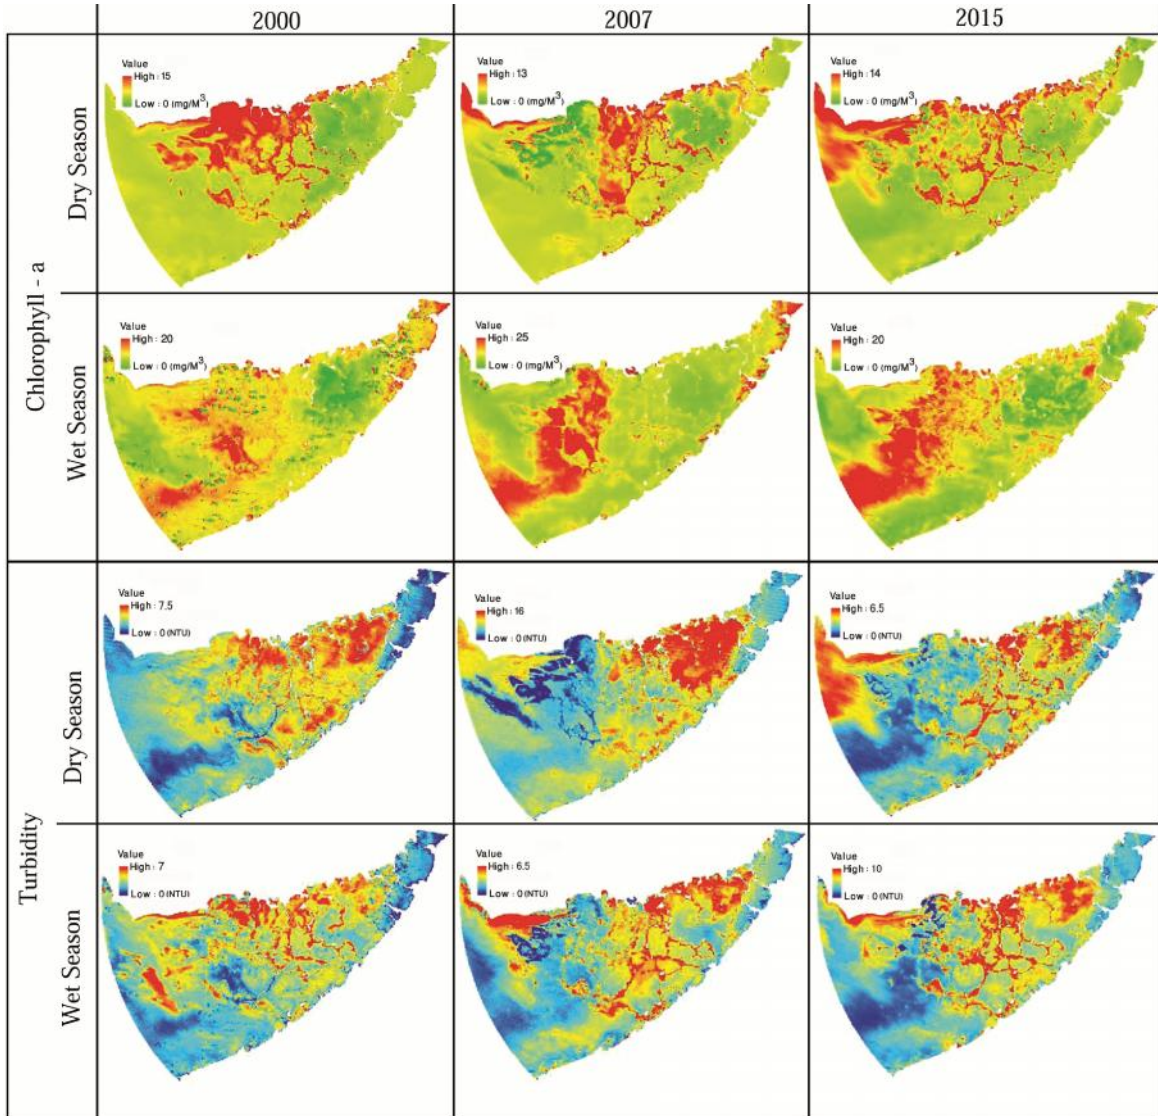 2000 2007 2015
Chlorophyll - a
Dry Season
Value
High : 15
Low : 0 (mg/M³)
Value
High : 13
Low : 0 (mg/M³)
Value
High : 14
Low : 0 (mg/M³)
Wet Season
Value
High : 20
Low : 0 (mg/M³)
Value
High : 25
Low : 0 (mg/M³)
Value
High : 20
Low : 0 (mg/M³)
Turbidity
Dry Season
Value
High : 7.5
Low : 0 (NTU)
Value
High : 16
Low : 0 (NTU)
Value
High : 6.5
Low : 0 (NTU)
Wet Season
Value
High : 7
Low : 0 (NTU)
Value
High : 6.5
Low : 0 (NTU)
Value
High : 10
Low : 0 (NTU)